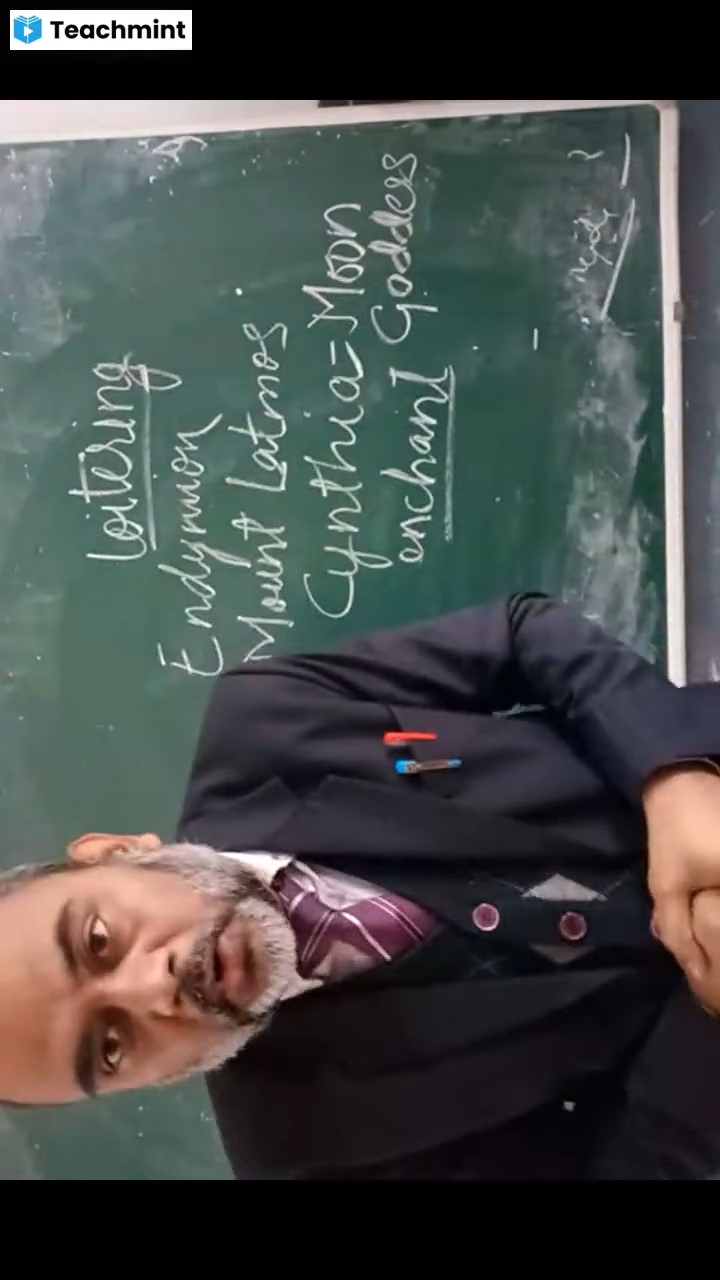 Teachmint
loitering
Endymion
Mount Latmos
Cynthia = Moon
Goddess
enchant